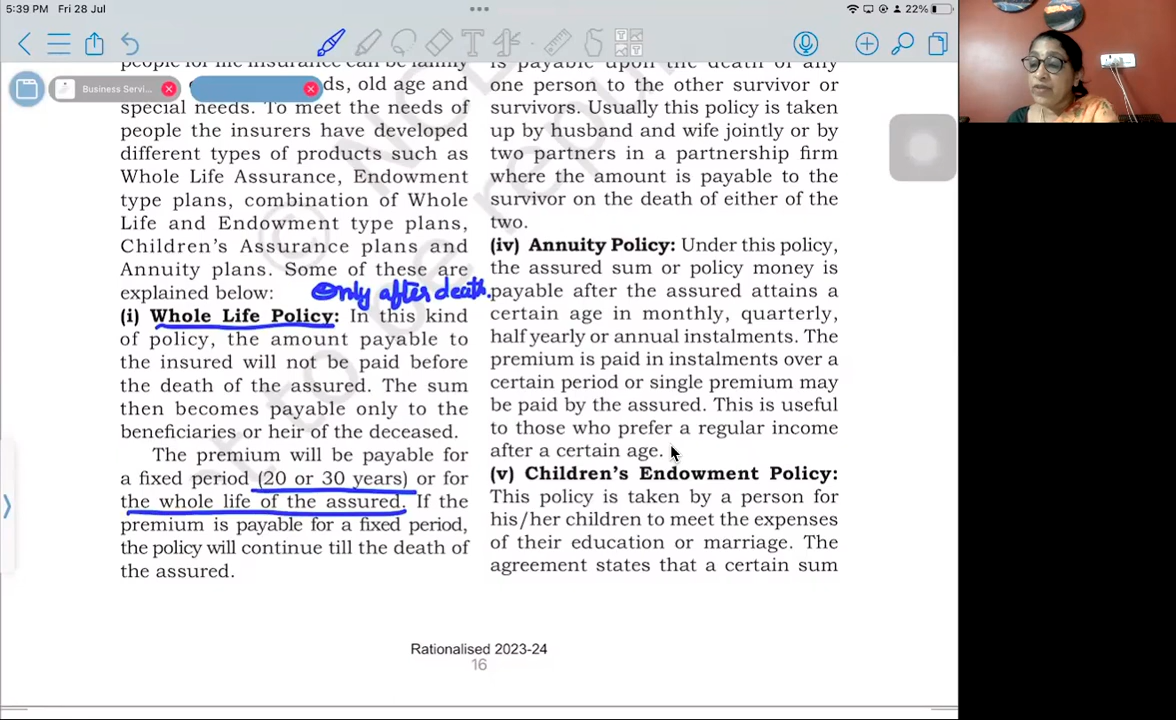 5:39 PM Fri 28 Jul
22%
Business Servi...
people for life insurance can be family
ds, old age and
special needs. To meet the needs of
people the insurers have developed
different types of products such as
Whole Life Assurance, Endowment
type plans, combination of Whole
Life and Endowment type plans,
Children's Assurance plans and
Annuity plans. Some of these are
explained below:
Only after death.
(i) Whole Life Policy: In this kind
of policy, the amount payable to
the insured will not be paid before
the death of the assured. The sum
then becomes payable only to the
beneficiaries or heir of the deceased.
The premium will be payable for
a fixed period (20 or 30 years) or for
the whole life of the assured. If the
premium is payable for a fixed period,
the policy will continue till the death of
the assured.
is payable upon the death of any
one person to the other survivor or
survivors. Usually this policy is taken
up by husband and wife jointly or by
two partners in a partnership firm
where the amount is payable to the
survivor on the death of either of the
two.
(iv) Annuity Policy: Under this policy,
the assured sum or policy money is
payable after the assured attains a
certain age in monthly, quarterly,
half yearly or annual instalments. The
premium is paid in instalments over a
certain period or single premium may
be paid by the assured. This is useful
to those who prefer a regular income
after a certain age.
(v) Children's Endowment Policy:
This policy is taken by a person for
his/her children to meet the expenses
of their education or marriage. The
agreement states that a certain sum
Rationalised 2023-24
16